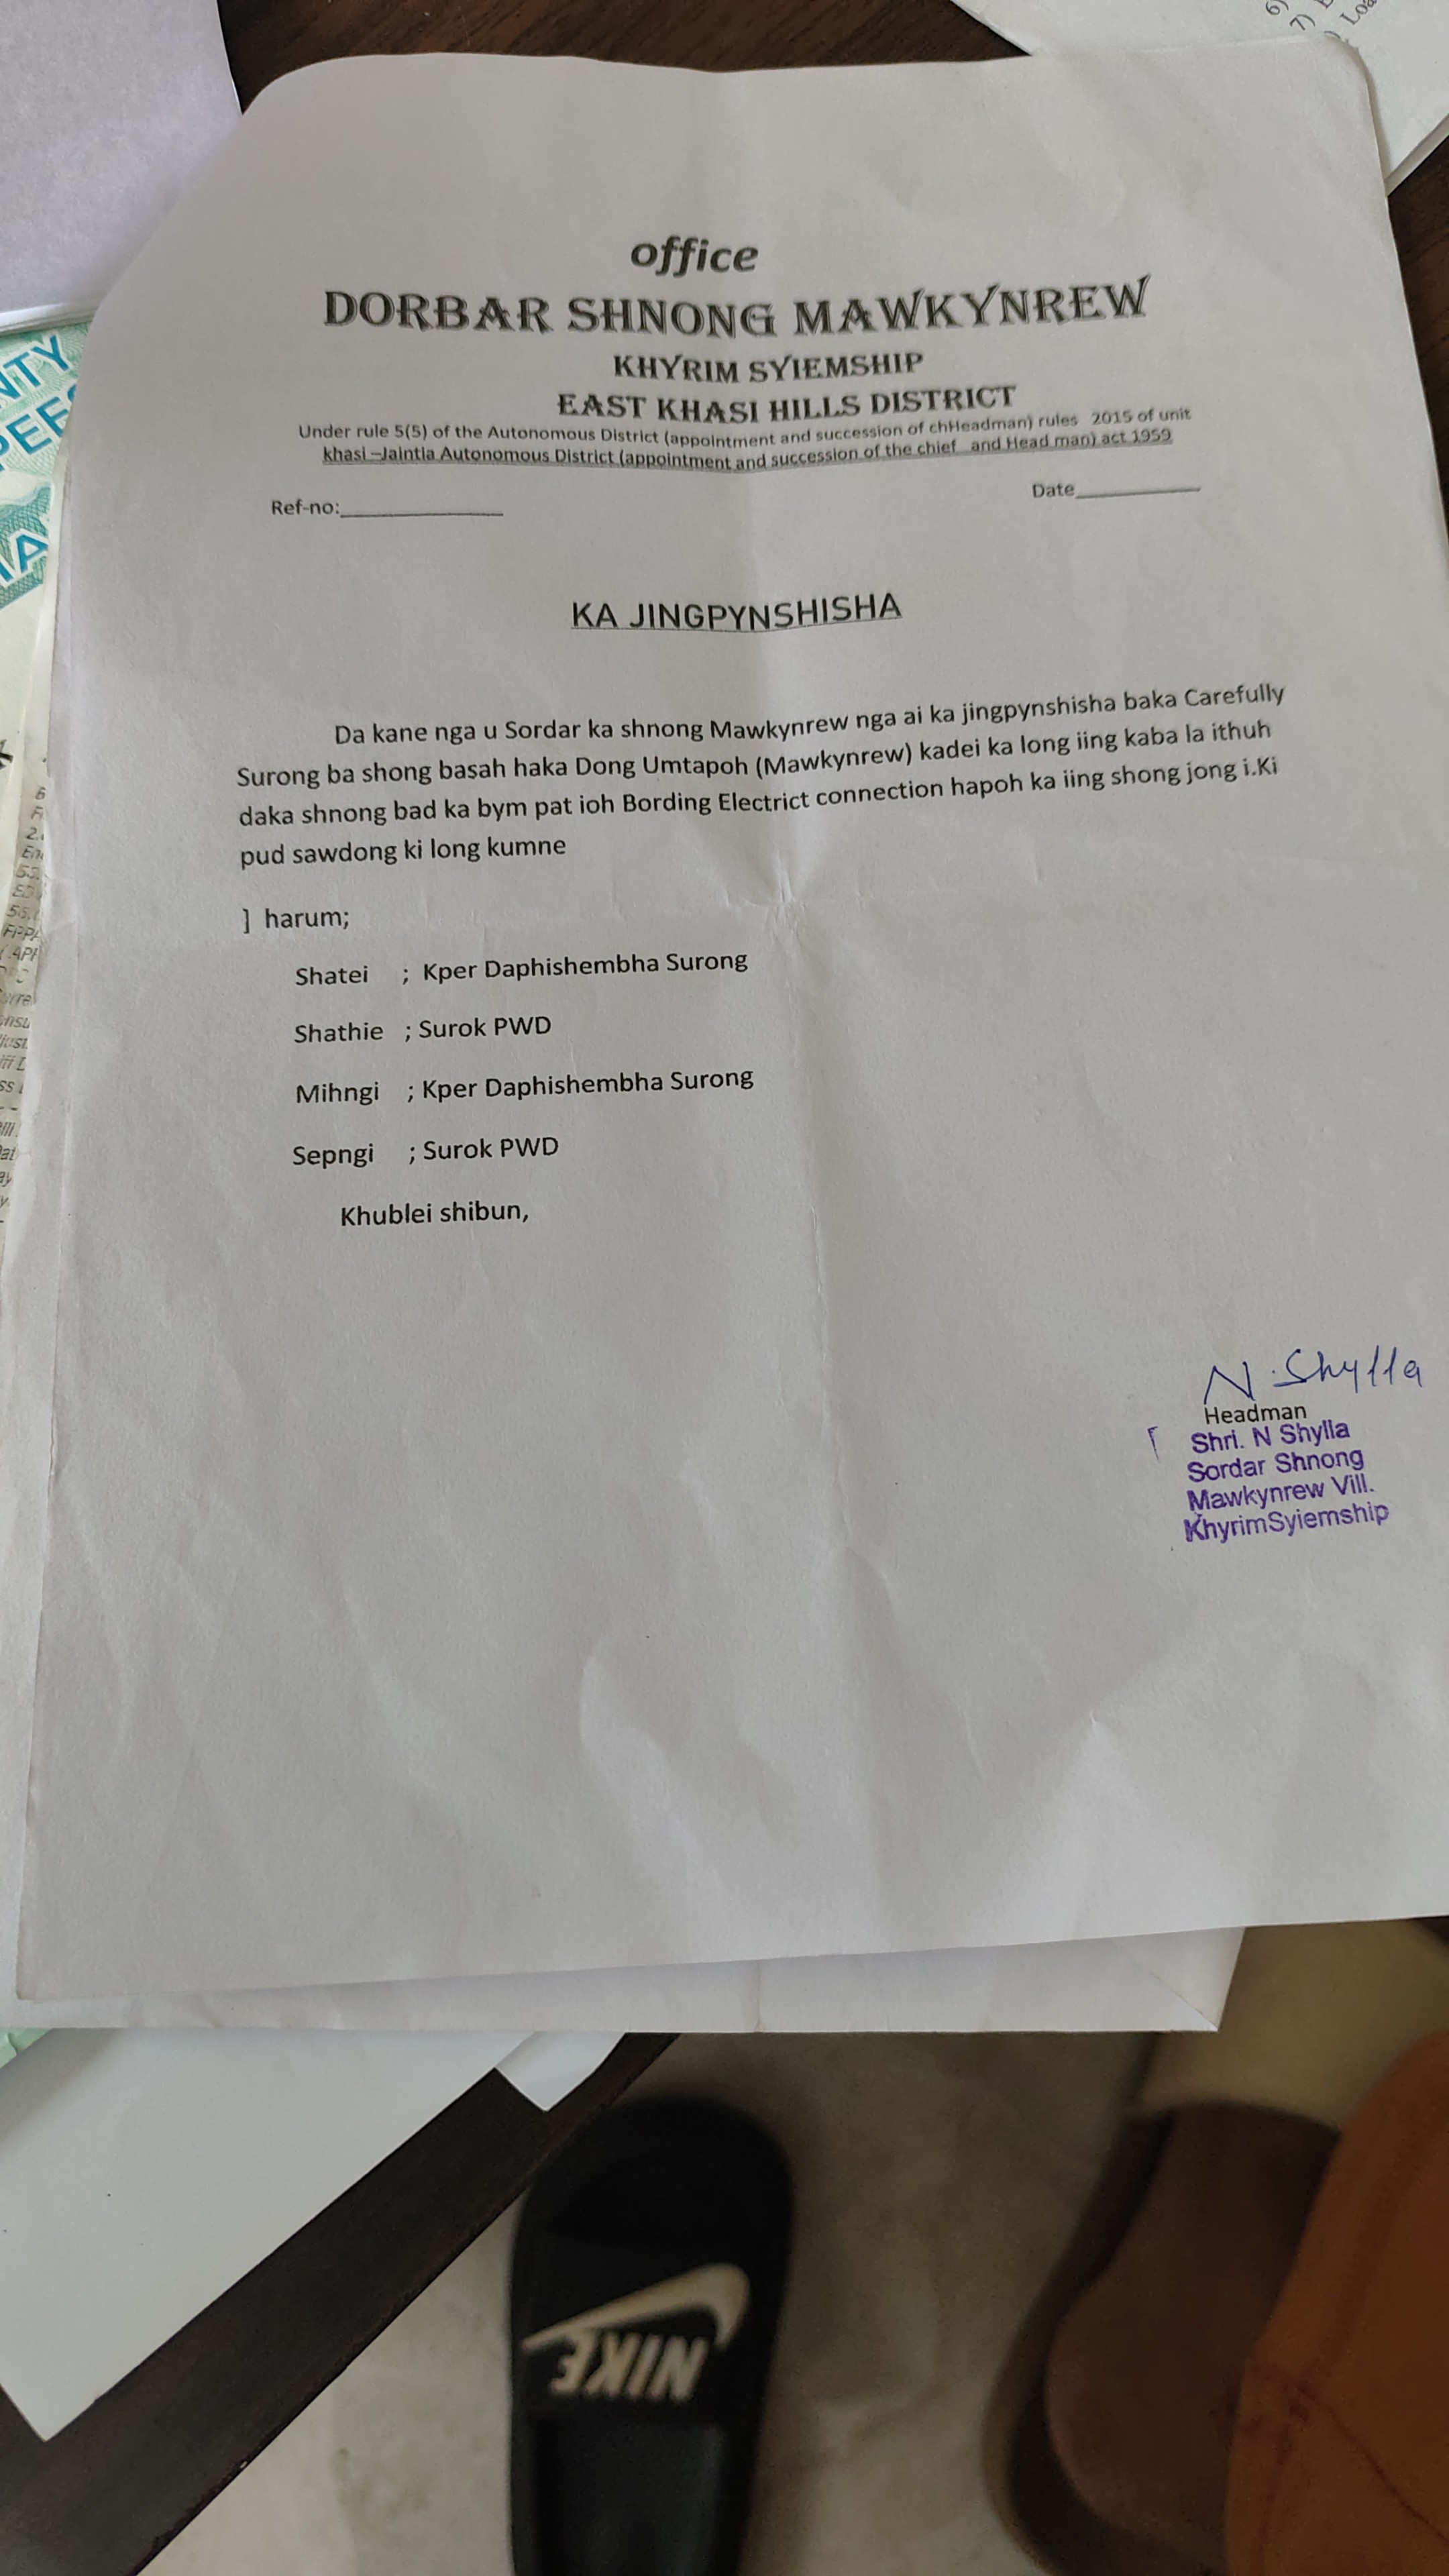 office
DORBAR SHNONG MAWKYNREW
KHYRIM SYIEMSHIP
EAST KHASI HILLS DISTRICT
Under rule 5(5) of the Autonomous District (appointment and succession of chHeadman) rules 2015 of unit
khasi –Jaintia Autonomous District (appointment and succession of the chief and Head man) act 1959
Ref-no:______________ Date____________
KA JINGPYNSHISHA
Da kane nga u Sordar ka shnong Mawkynrew nga ai ka jingpynshisha baka Carefully
Surong ba shong basah haka Dong Umtapoh (Mawkynrew) kadei ka long iing kaba la ithuh
daka shnong bad ka bym pat ioh Bording Electrict connection hapoh ka iing shong jong i.Ki
pud sawdong ki long kumne
] harum;
Shatei ; Kper Daphishembha Surong
Shathie ; Surok PWD
Mihngi ; Kper Daphishembha Surong
Sepngi ; Surok PWD
Khublei shibun,
N. Shylla
Headman
Shri. N Shylla
Sordar Shnong
Mawkynrew Vill.
KhyrimSyiemship
NIKE